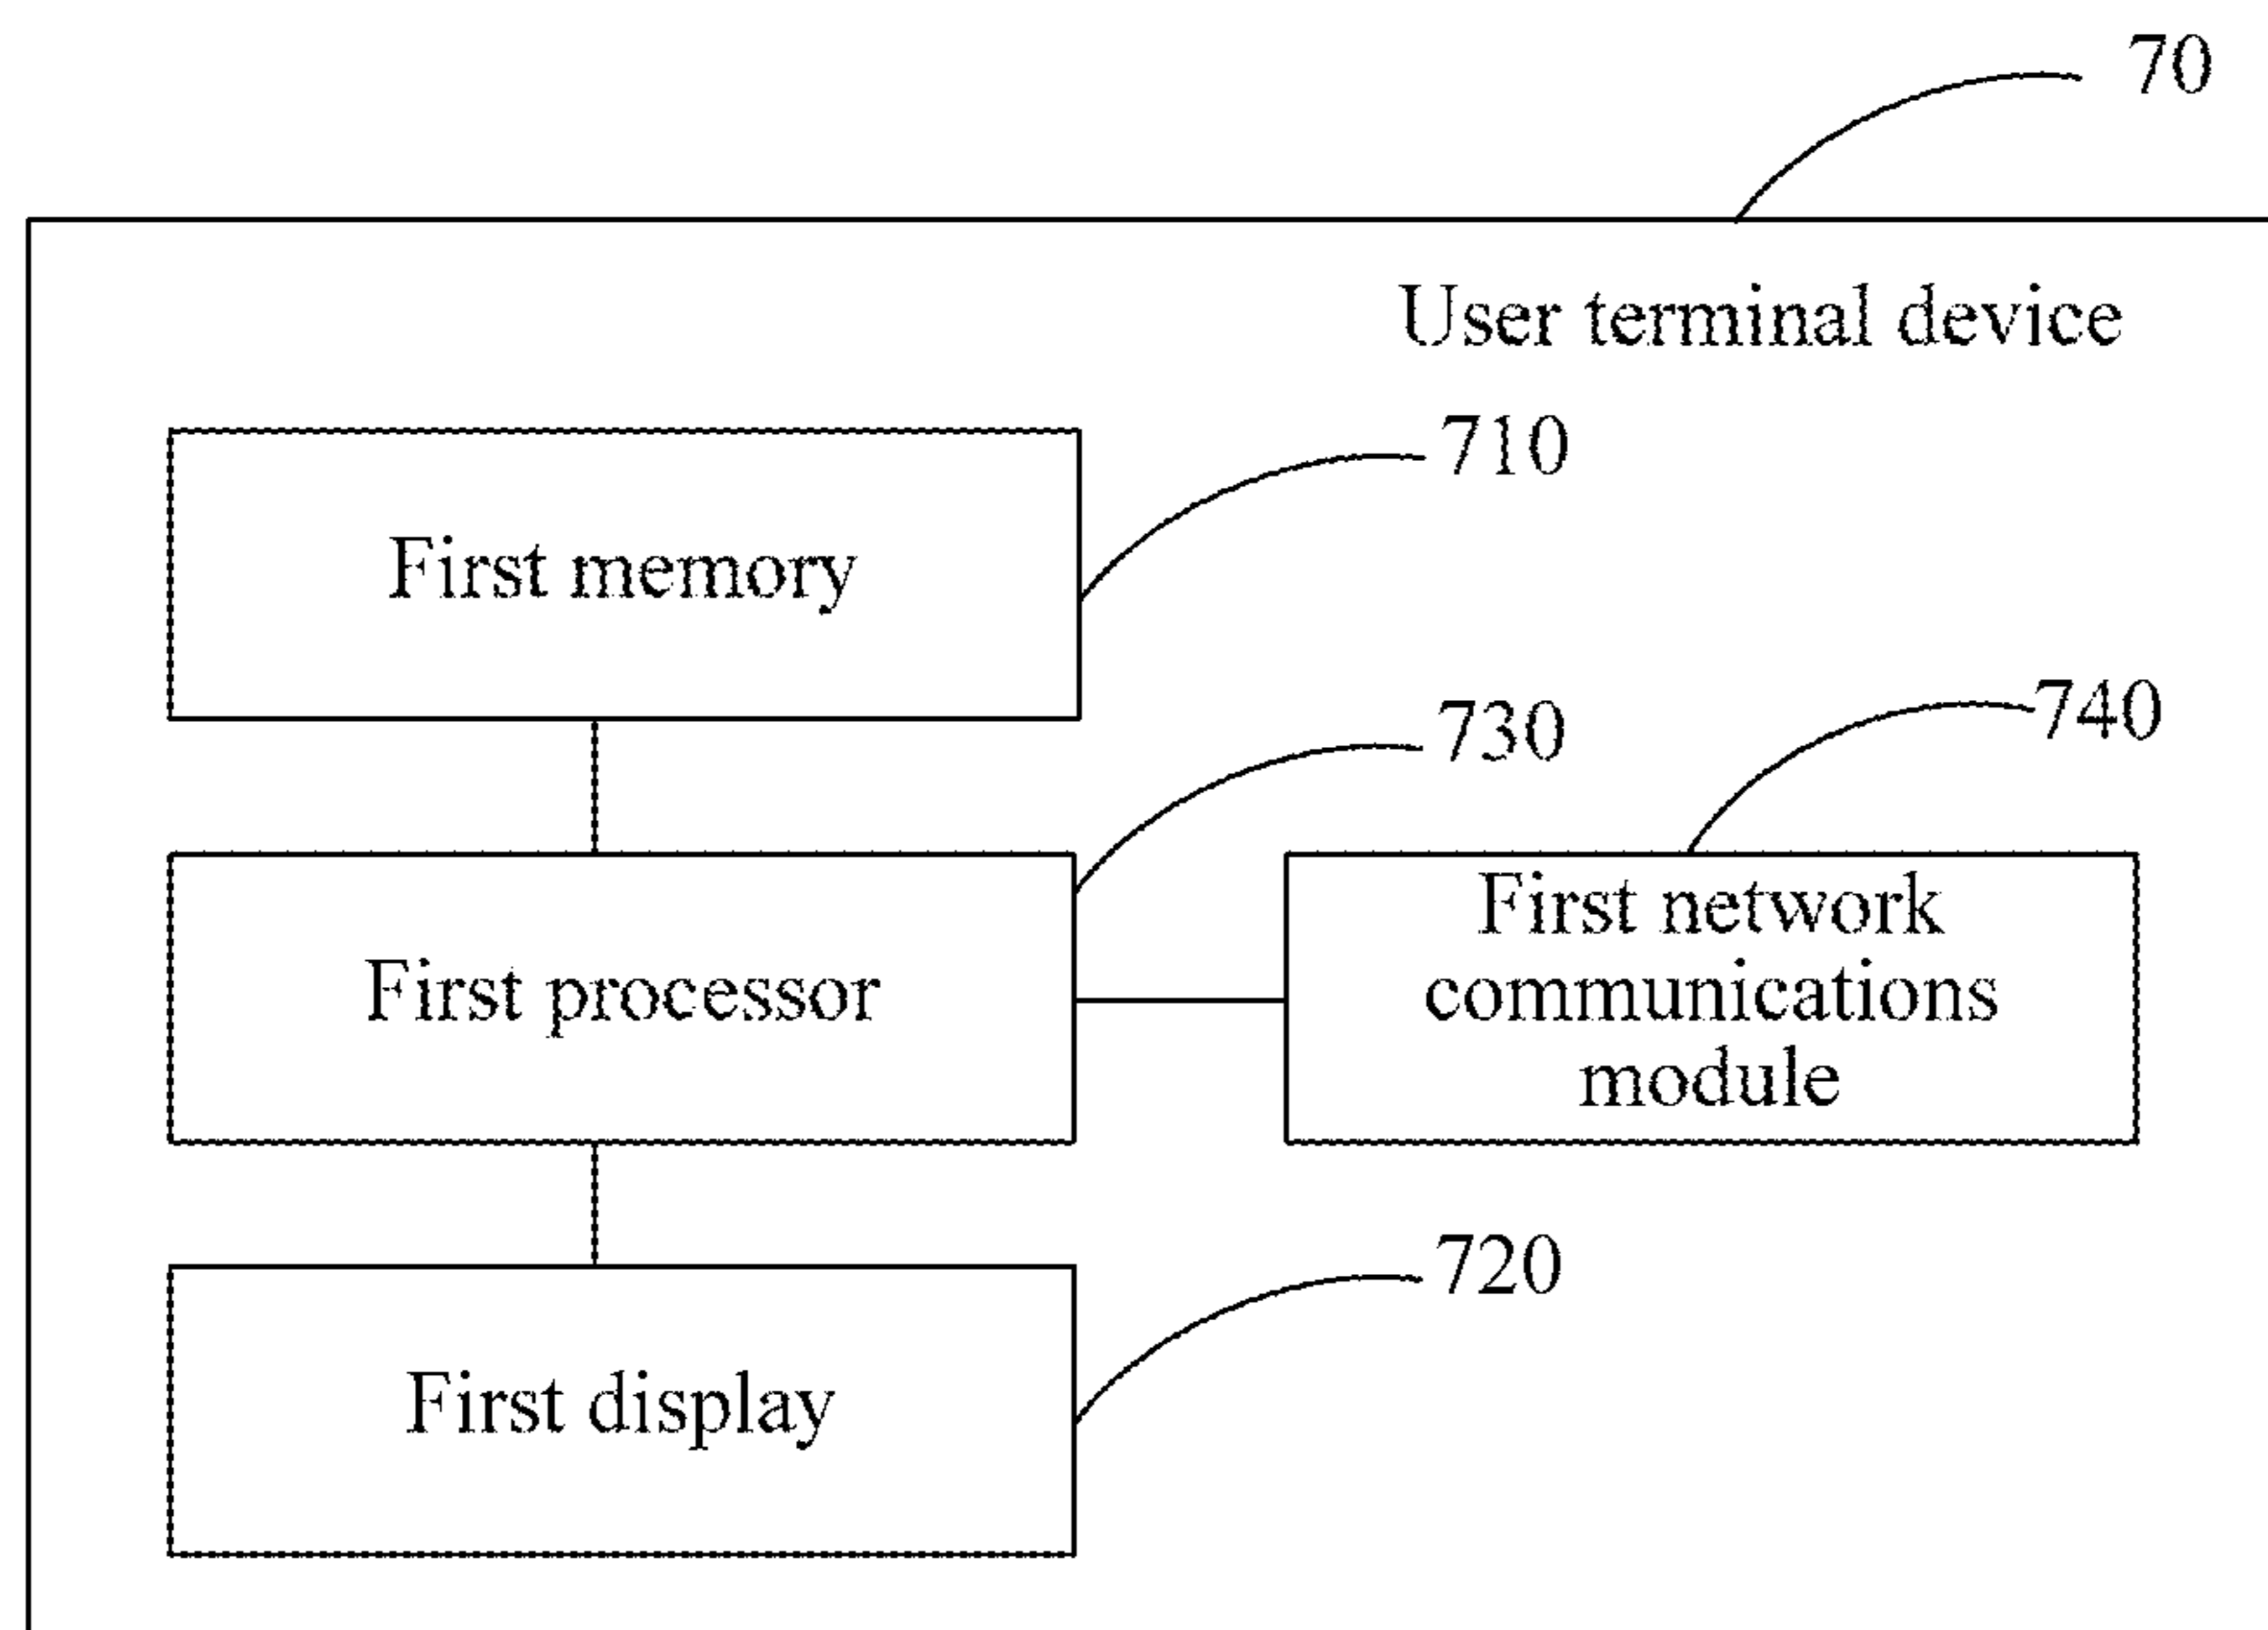 70
User terminal device
710
First memory
730
740
First processor
First network
communications
module
720
First display